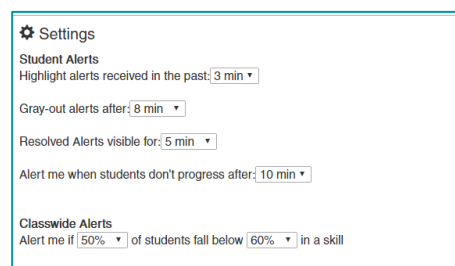 Settings
Student Alerts
Highlight alerts received in the past: 3 min
Gray-out alerts after: 8 min
Resolved Alerts visible for: 5 min
Alert me when students don't progress after: 10 min
Classwide Alerts
Alert me if 50% of students fall below 60% in a skill